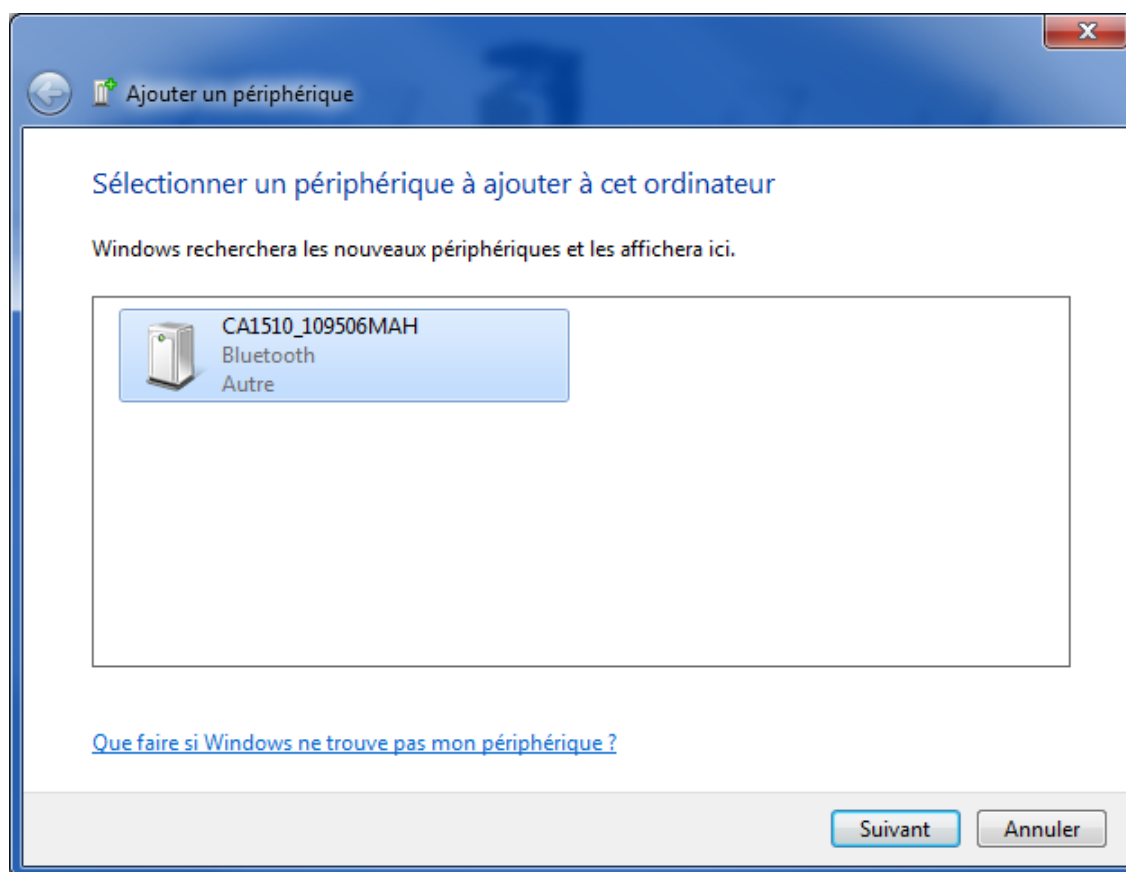 Ajouter un périphérique
Sélectionner un périphérique à ajouter à cet ordinateur
Windows recherchera les nouveaux périphériques et les affichera ici.
CA1510_109506MAH
Bluetooth
Autre
Que faire si Windows ne trouve pas mon périphérique ?
Suivant
Annuler